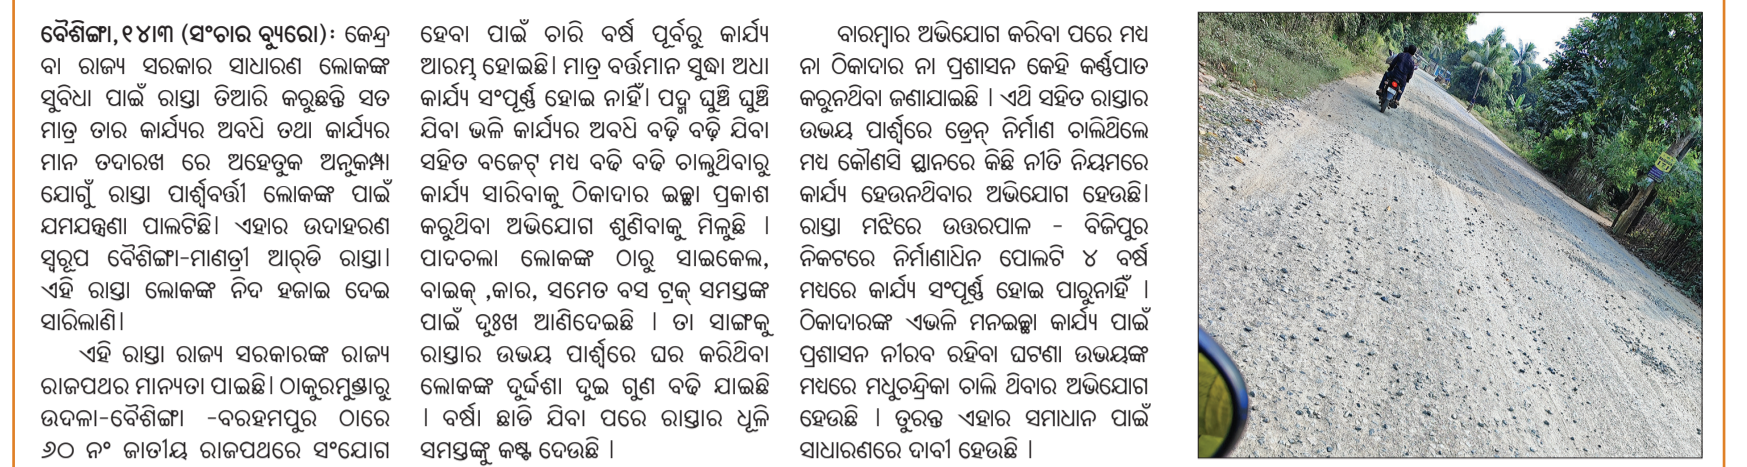 ବୈଶିଙ୍ଗା,୧୪।୩ (ସଂଚାର ବ୍ୟୁରୋ): କେନ୍ଦ୍ର
ବା ରାଜ୍ୟ ସରକାର ସାଧାରଣ ଲୋକଙ୍କ
ସୁବିଧା ପାଇଁ ରାସ୍ତା ତିଆରି କରୁଛନ୍ତି ସତ
ମାତ୍ର ତାର କାର୍ଯ୍ୟର ଅବଧି ତଥା କାର୍ଯ୍ୟର
ମାନ ତଦାରଖ ରେ ଅହେତୁକ ଅନୁକମ୍ପା
ଯୋଗୁଁ ରାସ୍ତା ପାର୍ଶ୍ୱବର୍ତ୍ତୀ ଲୋକଙ୍କ ପାଇଁ
ଯମଯନ୍ତ୍ରଣା ପାଲଟିଛି। ଏହାର ଉଦାହରଣ
ସ୍ୱରୂପ ବୈଶିଙ୍ଗା-ମାଣତ୍ରୀ ଆର୍‌ଡି ରାସ୍ତା।
ଏହି ରାସ୍ତା ଲୋକଙ୍କ ନିଦ ହଜାଇ ଦେଇ
ସାରିଲାଣି।
ଏହି ରାସ୍ତା ରାଜ୍ୟ ସରକାରଙ୍କ ରାଜ୍ୟ
ରାଜପଥର ମାନ୍ୟତା ପାଇଛି। ଠାକୁରମୁଣ୍ଡାରୁ
ଉଦଳା-ବୈଶିଙ୍ଗା -ବରହମପୁର ଠାରେ
୬୦ ନଂ ଜାତୀୟ ରାଜପଥରେ ସଂଯୋଗ
ହେବା ପାଇଁ ଚାରି ବର୍ଷ ପୂର୍ବରୁ କାର୍ଯ୍ୟ
ଆରମ୍ଭ ହୋଇଛି। ମାତ୍ର ବର୍ତ୍ତମାନ ସୁଦ୍ଧା ଅଧା
କାର୍ଯ୍ୟ ସଂପୂର୍ଣ୍ଣ ହୋଇ ନାହିଁ। ପଦ୍ମ ଘୁଞ୍ଚି ଘୁଞ୍ଚି
ଯିବା ଭଳି କାର୍ଯ୍ୟର ଅବଧି ବଢ଼ି ବଢ଼ି ଯିବା
ସହିତ ବଜେଟ୍ ମଧ୍ୟ ବଢି ବଢି ଚାଲୁଥିବାରୁ
କାର୍ଯ୍ୟ ସାରିବାକୁ ଠିକାଦାର ଇଚ୍ଛା ପ୍ରକାଶ
କରୁଥିବା ଅଭିଯୋଗ ଶୁଣିବାକୁ ମିଳୁଛି ।
ପାଦଚଲା ଲୋକଙ୍କ ଠାରୁ ସାଇକେଲ,
ବାଇକ୍ ,କାର, ସମେତ ବସ ଟ୍ରକ୍ ସମସ୍ତଙ୍କ
ପାଇଁ ଦୁଃଖ ଆଣିଦେଇଛି । ତା ସାଙ୍ଗକୁ
ରାସ୍ତାର ଉଭୟ ପାର୍ଶ୍ୱରେ ଘର କରିଥିବା
ଲୋକଙ୍କ ଦୁର୍ଦ୍ଦଶା ଦୁଇ ଗୁଣ ବଢି ଯାଇଛି
। ବର୍ଷା ଛାଡି ଯିବା ପରେ ରାସ୍ତାର ଧୂଳି
ସମସ୍ତଙ୍କୁ କଷ୍ଟ ଦେଉଛି ।
ବାରମ୍ବାର ଅଭିଯୋଗ କରିବା ପରେ ମଧ୍ୟ
ନା ଠିକାଦାର ନା ପ୍ରଶାସନ କେହି କର୍ଣ୍ଣପାତ
କରୁନଥିବା ଜଣାଯାଇଛି । ଏଥି ସହିତ ରାସ୍ତାର
ଉଭୟ ପାର୍ଶ୍ୱରେ ଡ୍ରେନ୍ ନିର୍ମାଣ ଚାଲିଥିଲେ
ମଧ୍ୟ କୌଣସି ସ୍ଥାନରେ କିଛି ନୀତି ନିୟମରେ
କାର୍ଯ୍ୟ ହେଉନଥିବାର ଅଭିଯୋଗ ହେଉଛି।
ରାସ୍ତା ମଝିରେ ଉତ୍ତରପାଳ - ବିଜିପୁର
ନିକଟରେ ନିର୍ମାଣାଧିନ ପୋଲଟି ୪ ବର୍ଷ
ମଧ୍ୟରେ କାର୍ଯ୍ୟ ସଂପୂର୍ଣ୍ଣ ହୋଇ ପାରୁନାହିଁ ।
ଠିକାଦାରଙ୍କ ଏଭଳି ମନଇଚ୍ଛା କାର୍ଯ୍ୟ ପାଇଁ
ପ୍ରଶାସନ ନୀରବ ରହିବା ଘଟଣା ଉଭୟଙ୍କ
ମଧ୍ୟରେ ମଧୁଚନ୍ଦ୍ରିକା ଚାଲି ଥିବାର ଅଭିଯୋଗ
ହେଉଛି । ତୁରନ୍ତ ଏହାର ସମାଧାନ ପାଇଁ
ସାଧାରଣରେ ଦାବୀ ହେଉଛି ।